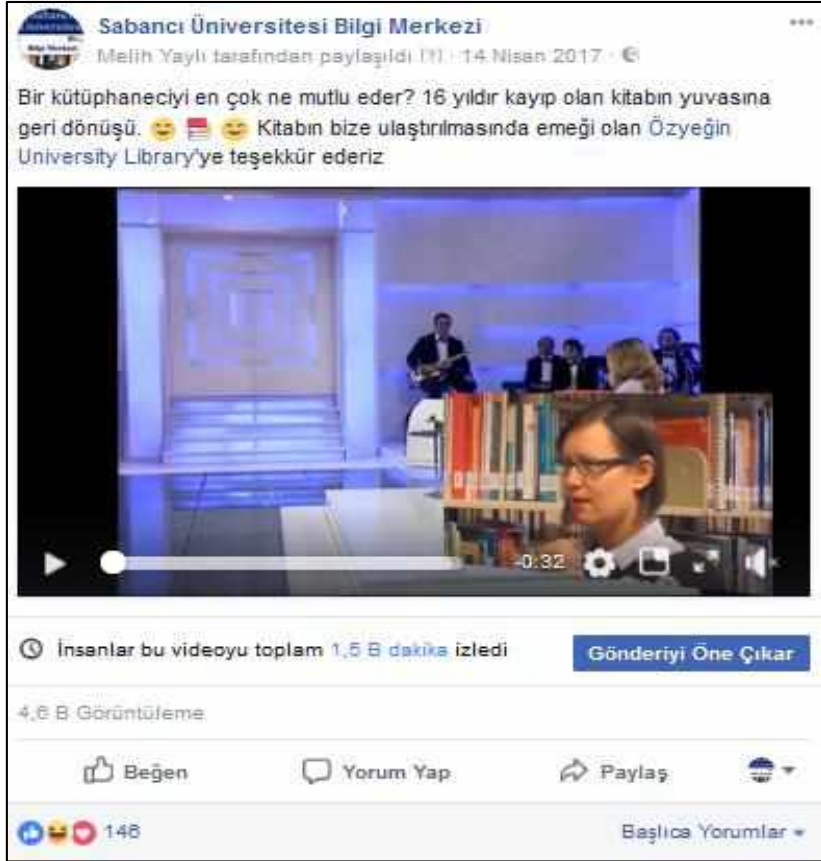 Sabancı Üniversitesi Bilgi Merkezi
Melih Yaylı tarafından paylaşıldı [?] · 14 Nisan 2017 ·
Bir kütüphaneciyi en çok ne mutlu eder? 16 yıldır kayıp olan kitabın yuvasına
geri dönüşü. 😊 📕 😊 Kitabın bize ulaştırılmasında emeği olan Özyeğin
University Library'ye teşekkür ederiz
-0:32
İnsanlar bu videoyu toplam 1,5 B dakika izledi
Gönderiyi Öne Çıkar
4,6 B Görüntüleme
Beğen
Yorum Yap
Paylaş
146
Başlıca Yorumlar